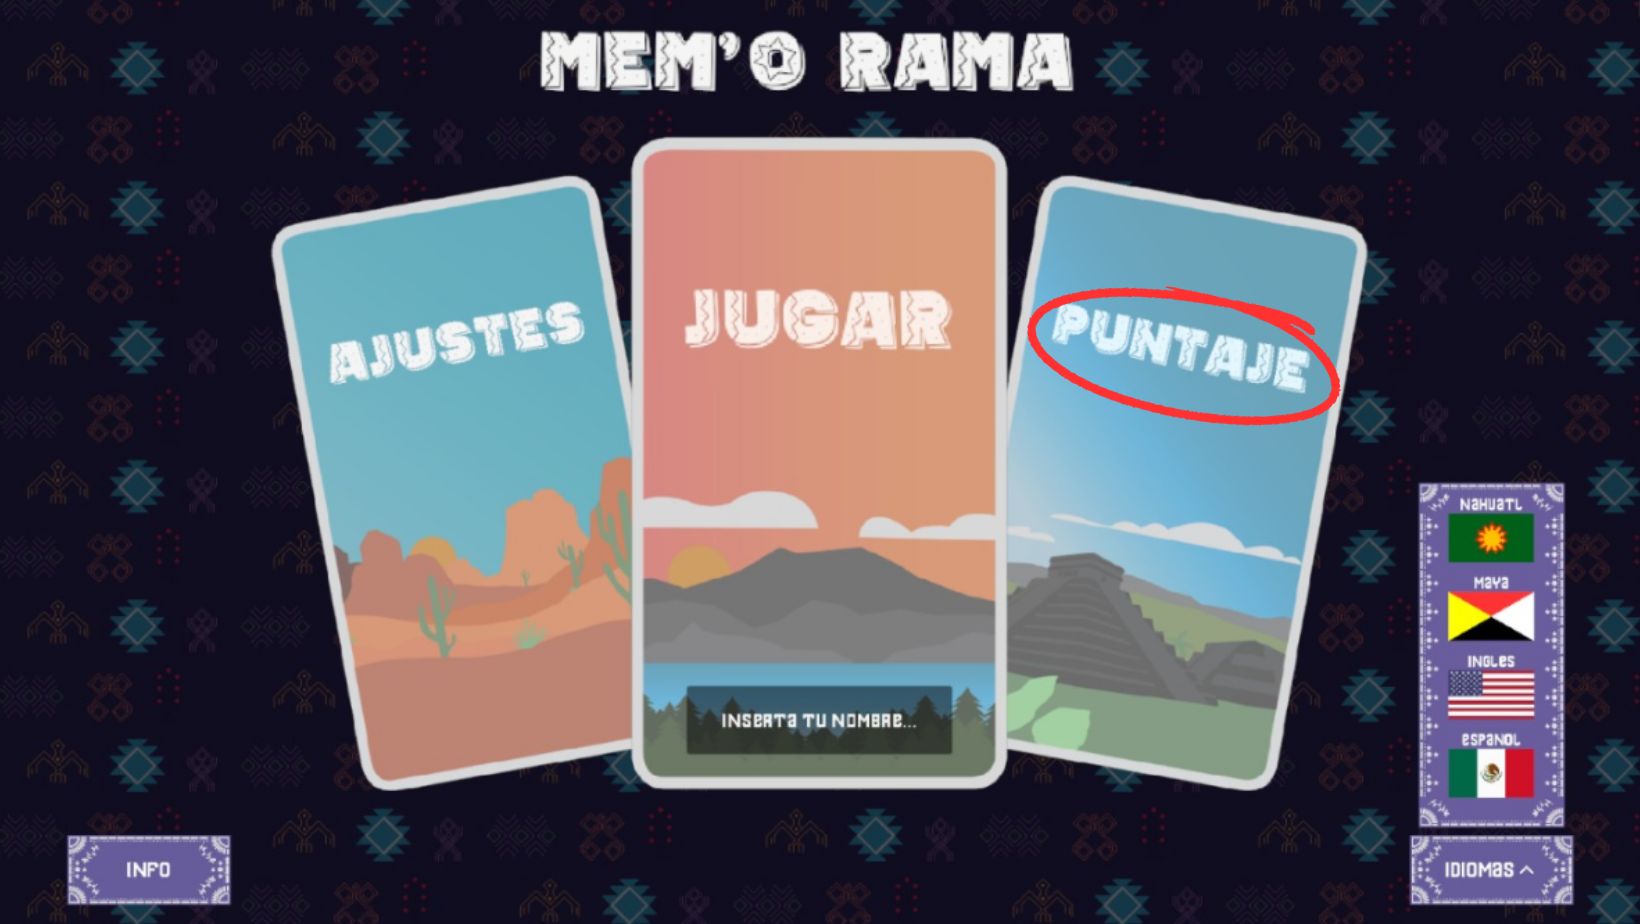 MEM'O RAMA
AJUSTES
JUGAR
PUNTAJE
INSERTA TU NOMBRE...
NAHUATL
MAYA
INGLES
ESPANOL
INFO
IDIOMAS ^